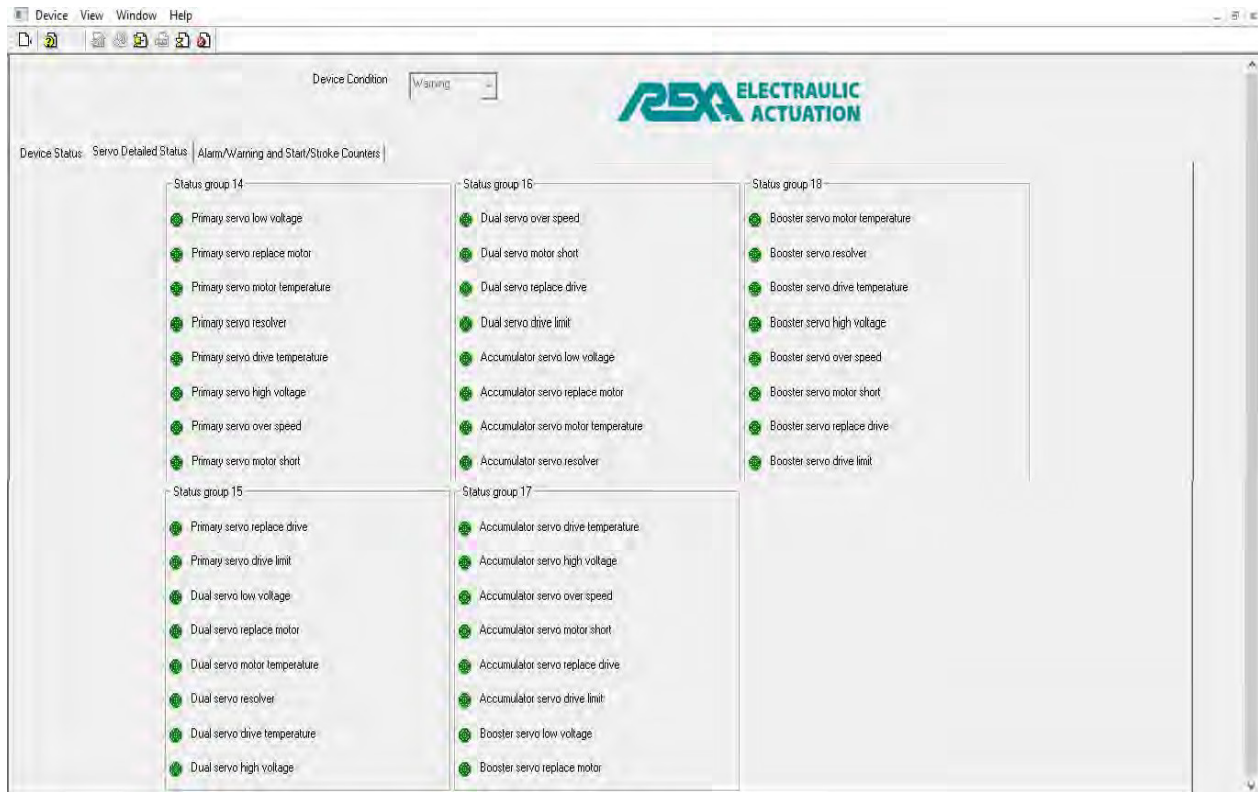 Device View Window Help
Device Condition
Warning
REXA ELECTRAULIC
ACTUATION
Device Status Servo Detailed Status Alarm/Warning and Start/Stroke Counters
Status group 14
Primary servo low voltage
Primary servo replace motor
Primary servo motor temperature
Primary servo resolver
Primary servo drive temperature
Primary servo high voltage
Primary servo over speed
Primary servo motor short
Status group 16
Dual servo over speed
Dual servo motor short
Dual servo replace drive
Dual servo drive limit
Accumulator servo low voltage
Accumulator servo replace motor
Accumulator servo motor temperature
Accumulator servo resolver
Status group 18
Booster servo motor temperature
Booster servo resolver
Booster servo drive temperature
Booster servo high voltage
Booster servo over speed
Booster servo motor short
Booster servo replace drive
Booster servo drive limit
Status group 15
Primary servo replace drive
Primary servo drive limit
Dual servo low voltage
Dual servo replace motor
Dual servo motor temperature
Dual servo resolver
Dual servo drive temperature
Dual servo high voltage
Status group 17
Accumulator servo drive temperature
Accumulator servo high voltage
Accumulator servo over speed
Accumulator servo motor short
Accumulator servo replace drive
Accumulator servo drive limit
Booster servo low voltage
Booster servo replace motor